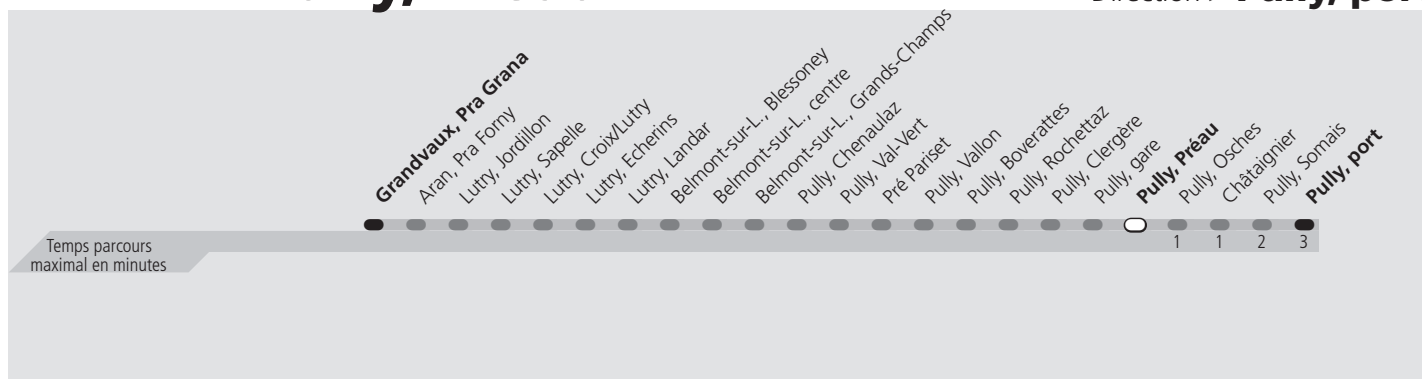 Grandvaux, Pra Grana
Aran, Pra Forny
Lutry, Jordillon
Lutry, Sapelle
Lutry, Croix/Lutry
Lutry, Echerins
Lutry, Landar
Belmont-sur-L., Blessoney
Belmont-sur-L., centre
Belmont-sur-L., Grands-Champs
Pully, Chenaulaz
Pully, Val-Vert
Pré Pariset
Pully, Vallon
Pully, Boverattes
Pully, Rochettaz
Pully, Clergère
Pully, gare
Pully, Préau
Pully, Osches
Châtaignier
Pully, Somais
Pully, port
Temps parcours
maximal en minutes
1 1 2 3